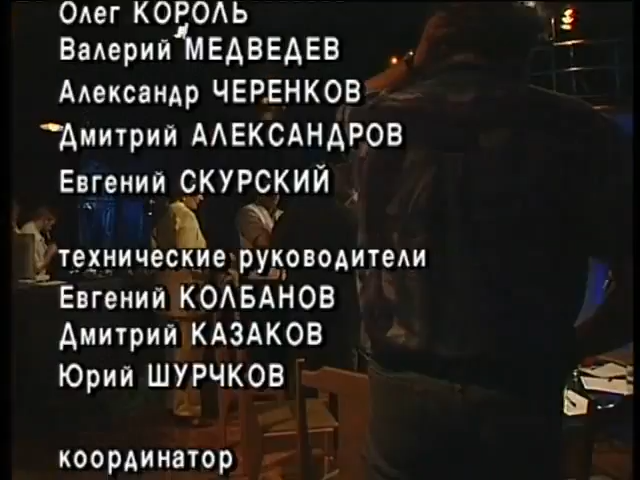 Олег КОРОЛЬ
Валерий МЕДВЕДЕВ
Александр ЧЕРЕНКОВ
Дмитрий АЛЕКСАНДРОВ
Евгений СКУРСКИЙ
технические руководители
Евгений КОЛБАНОВ
Дмитрий КАЗАКОВ
Юрий ШУРЧКОВ
координатор